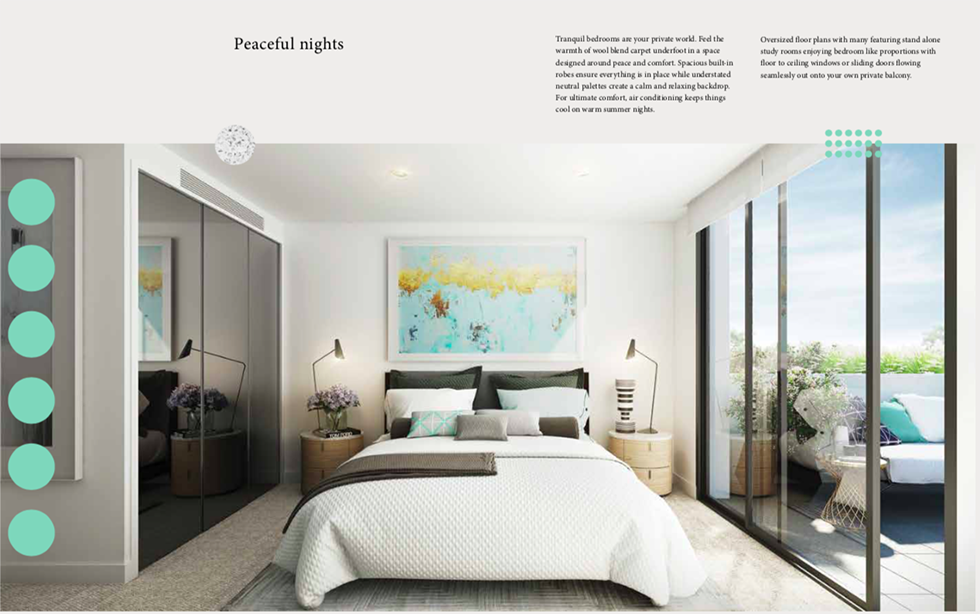 Peaceful nights
Tranquil bedrooms are your private world. Feel the
warmth of wool blend carpet underfoot in a space
designed around peace and comfort. Spacious built-in
robes ensure everything is in place while understated
neutral palettes create a calm and relaxing backdrop.
For ultimate comfort, air conditioning keeps things
cool on warm summer nights.
Oversized floor plans with many featuring stand alone
study rooms enjoying bedroom like proportions with
floor to ceiling windows or sliding doors flowing
seamlessly out onto your own private balcony.
TOM FORD